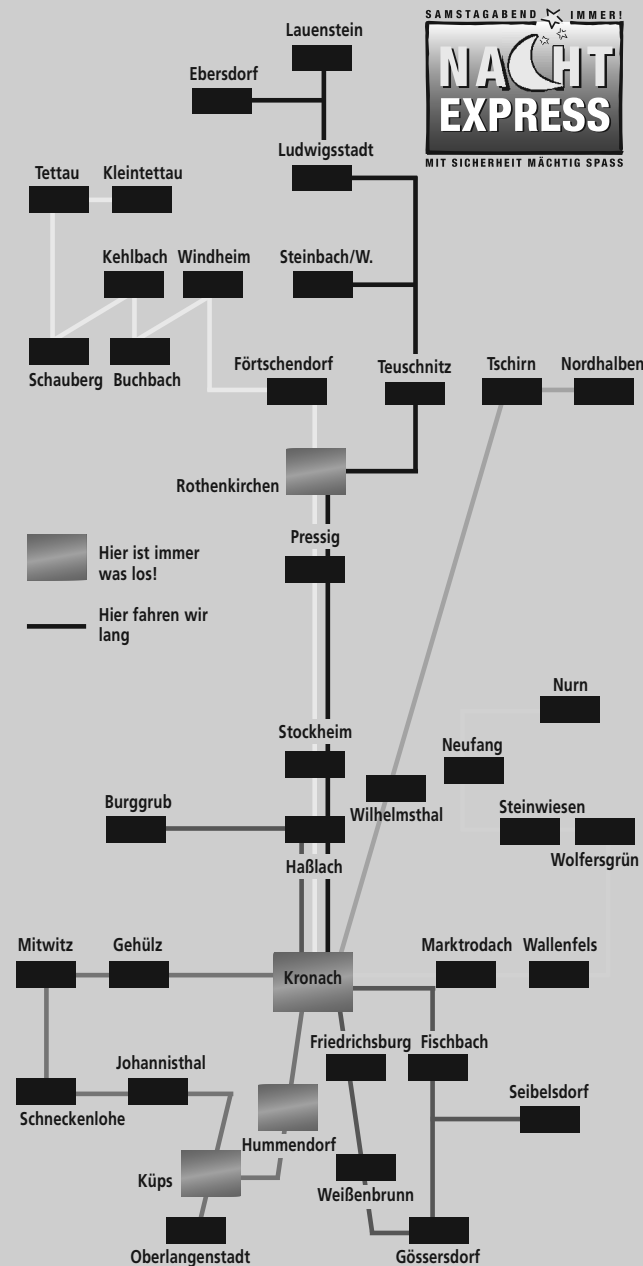 SAMSTAGABEND IMMER!
NACHT
EXPRESS
MIT SICHERHEIT MÄCHTIG SPASS
Lauenstein
Ebersdorf
Ludwigsstadt
Tettau Kleintettau
Kehlbach Windheim Steinbach/W.
Förtschendorf Teuschnitz Tschirn Nordhalben
Schauberg Buchbach
Rothenkirchen
Pressig
Hier ist immer
was los!
Hier fahren wir
lang
Nurn
Stockheim
Neufang
Burggrub
Wilhelmsthal
Steinwiesen
Haßlach
Wolfersgrün
Mitwitz Gehülz
Kronach
Marktrodach Wallenfels
Friedrichsburg Fischbach
Johannisthal
Seibelsdorf
Schneckenlohe
Hummendorf
Küps
Weißenbrunn
Oberlangenstadt
Gössersdorf